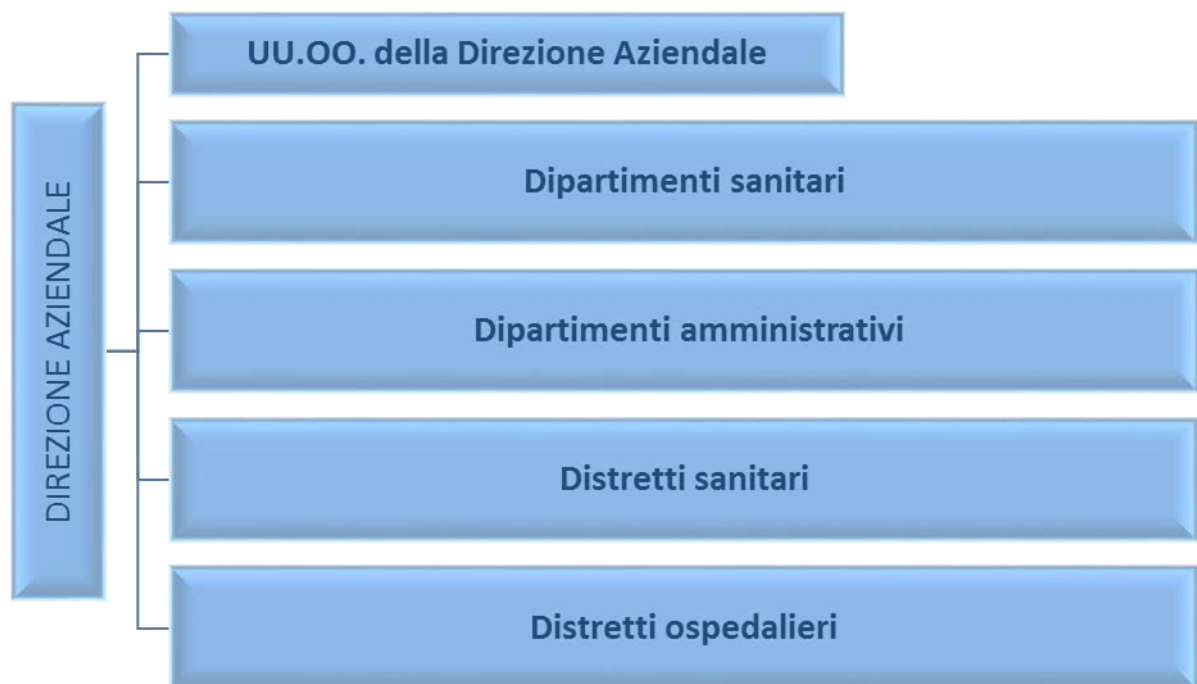 DIREZIONE AZIENDALE
UU.OO. della Direzione Aziendale
Dipartimenti sanitari
Dipartimenti amministrativi
Distretti sanitari
Distretti ospedalieri